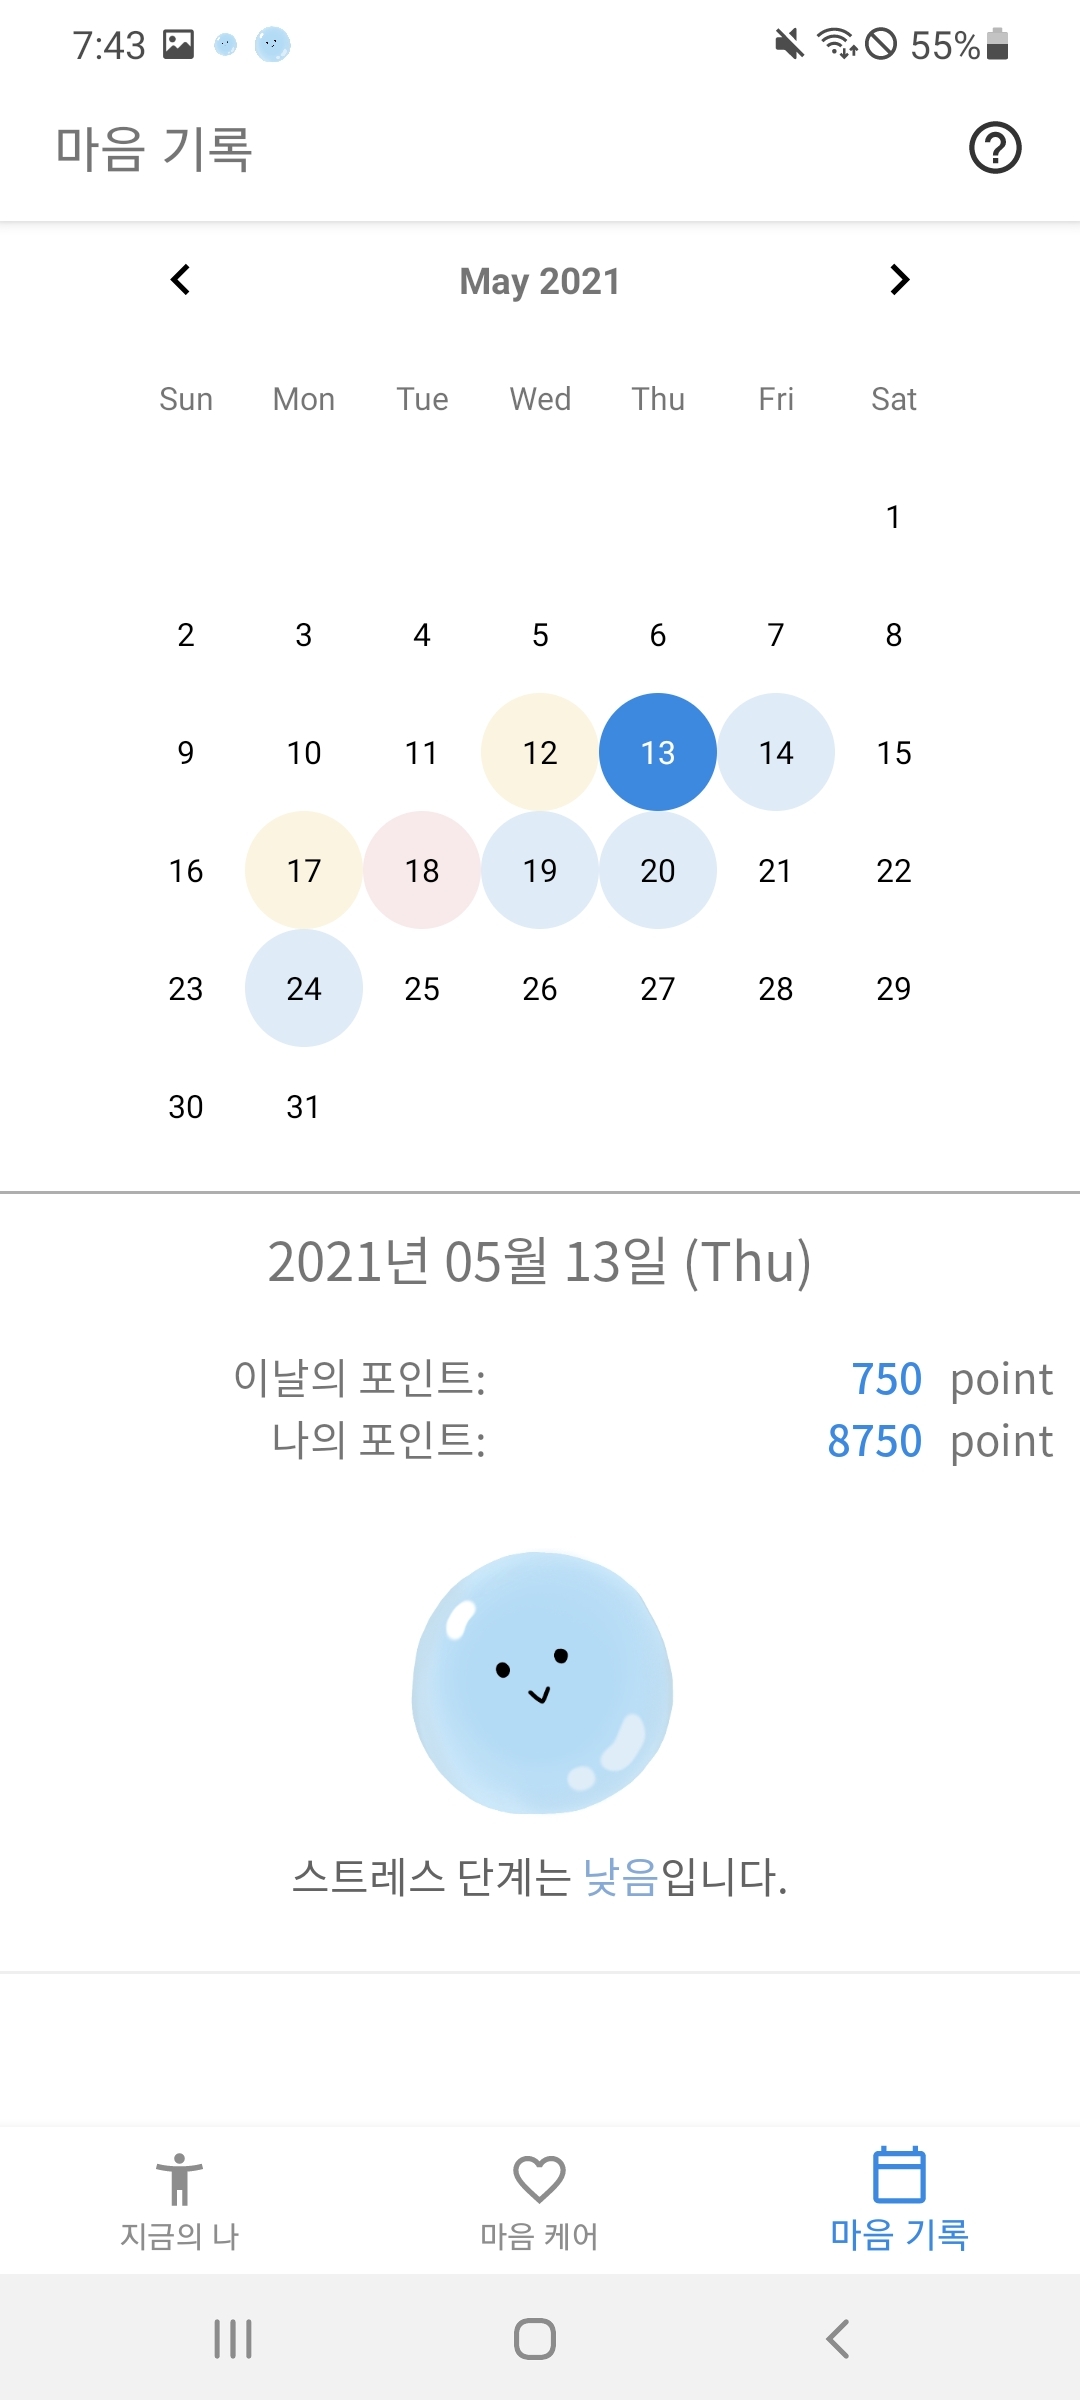 7:43 55%
마음 기록
May 2021
Sun Mon Tue Wed Thu Fri Sat
1
2 3 4 5 6 7 8
9 10 11 12 13 14 15
16 17 18 19 20 21 22
23 24 25 26 27 28 29
30 31
2021년 05월 13일 (Thu)
이날의 포인트: 750 point
나의 포인트: 8750 point
스트레스 단계는 낮음입니다.
지금의 나 마음 케어 마음 기록